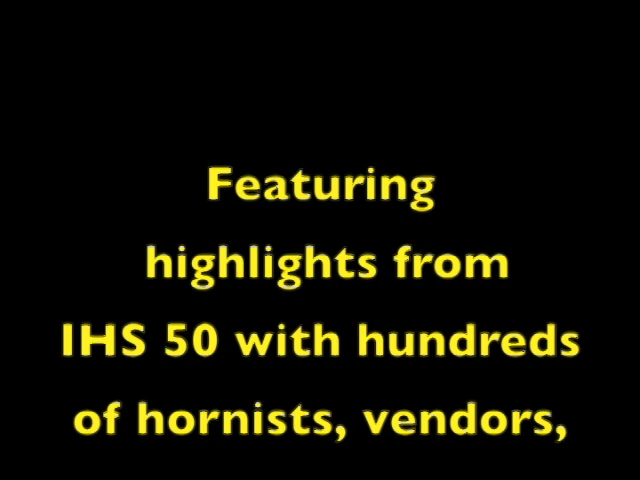 Featuring
highlights from
IHS 50 with hundreds
of hornists, vendors,